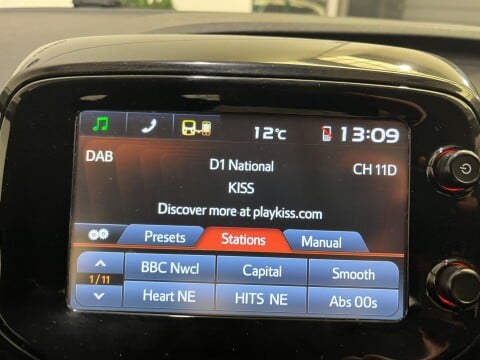 12°C 13:09
DAB D1 National CH 11D
KISS
Discover more at playkiss.com
Presets Stations Manual
BBC Nwcl Capital Smooth
1/11
Heart NE HITS NE Abs 00s